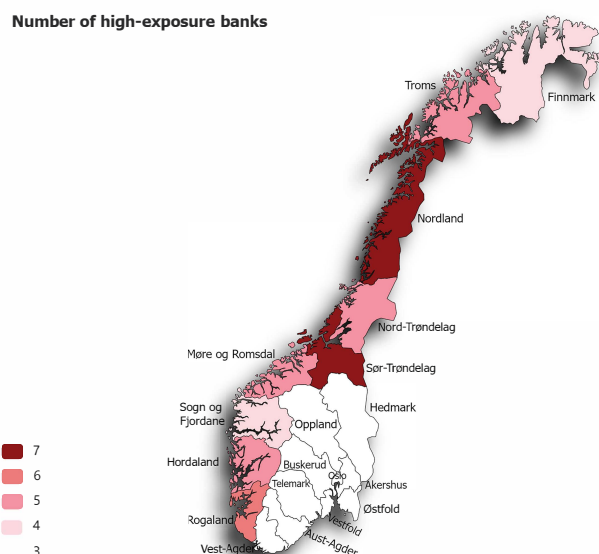 Number of high-exposure banks
Troms
Finnmark
Nordland
Nord-Trøndelag
Møre og Romsdal
Sør-Trøndelag
Sogn og
Fjordane
Hedmark
Oppland
Hordaland
Buskerud
Oslo
Telemark
Akershus
Østfold
Rogaland
Vestfold
Vest-Agder
Aust-Agder
7
6
5
4
3